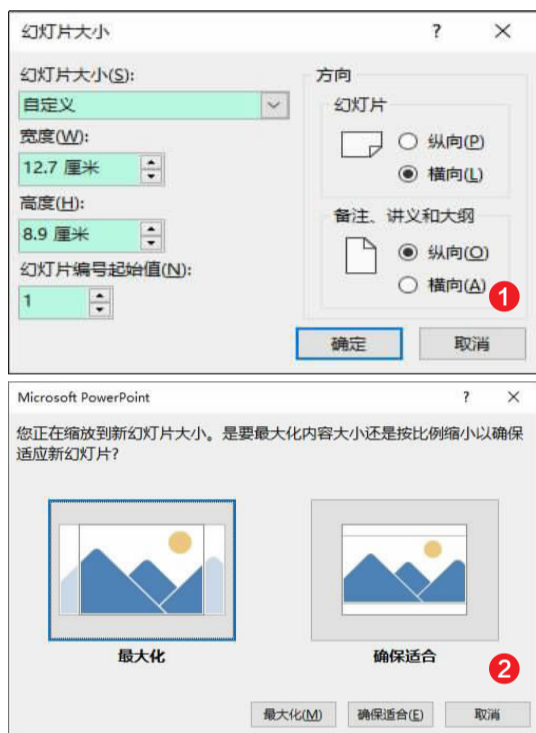 幻灯片大小 ? ×
幻灯片大小(S):
自定义
宽度(W):
12.7 厘米
高度(H):
8.9 厘米
幻灯片编号起始值(N):
1
方向
幻灯片
纵向(P)
横向(L)
备注、讲义和大纲
纵向(O)
横向(A)
1
确定 取消
Microsoft PowerPoint ? ×
您正在缩放到新幻灯片大小。是要最大化内容大小还是按比例缩小以确保
适应新幻灯片?
最大化 确保适合
2
最大化(M) 确保适合(E) 取消